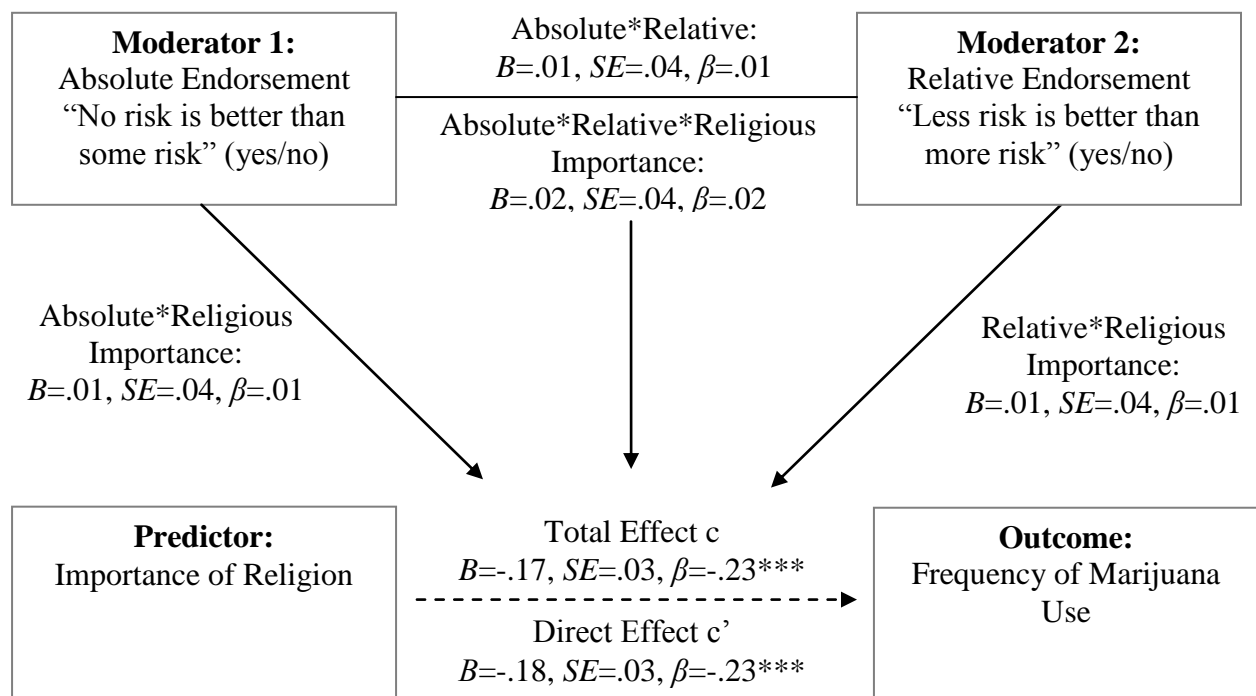 Moderator 1:
Absolute Endorsement
“No risk is better than
some risk” (yes/no)
Absolute*Relative:
B=.01, SE=.04, β=.01
Absolute*Relative*Religious
Importance:
B=.02, SE=.04, β=.02
Moderator 2:
Relative Endorsement
“Less risk is better than
more risk” (yes/no)
Absolute*Religious
Importance:
B=.01, SE=.04, β=.01
Relative*Religious
Importance:
B=.01, SE=.04, β=.01
Predictor:
Importance of Religion
Total Effect c
B=-.17, SE=.03, β=-.23***
Direct Effect c’
B=-.18, SE=.03, β=-.23***
Outcome:
Frequency of Marijuana
Use